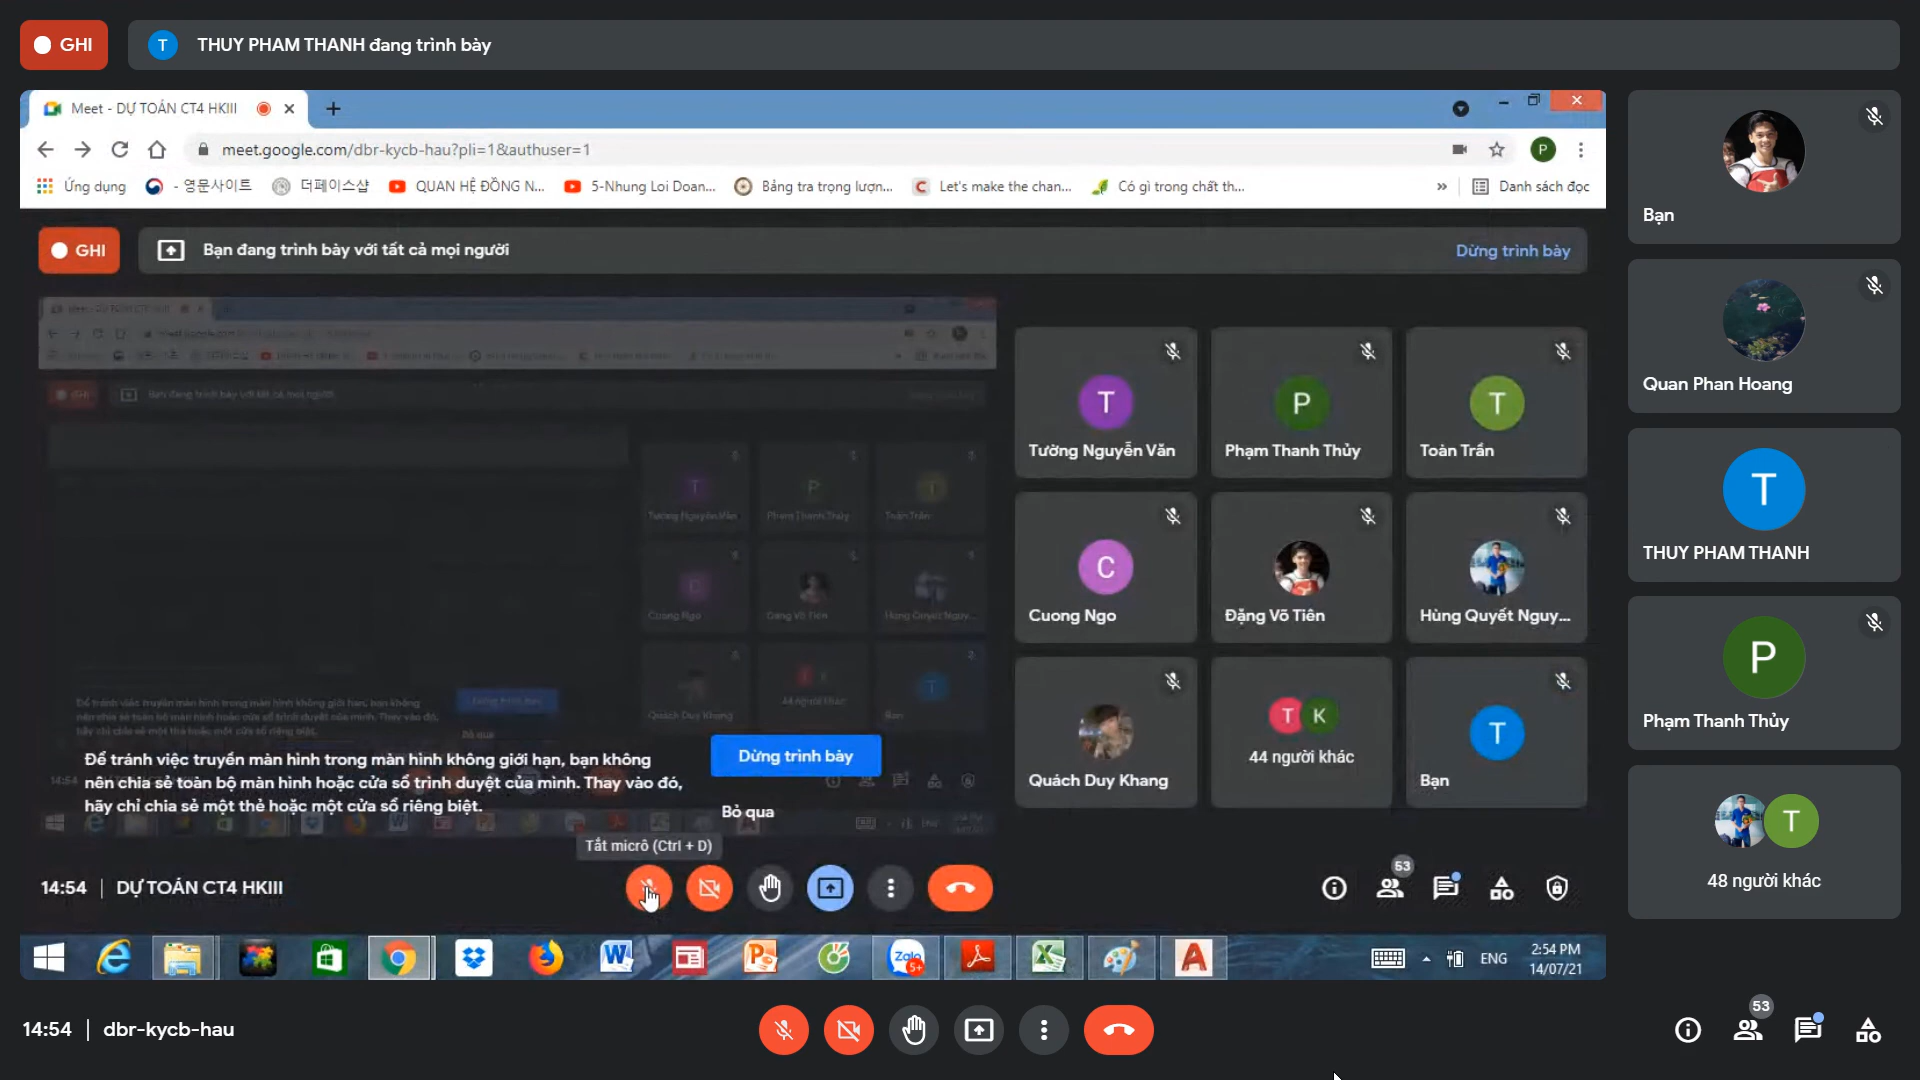 GHI
T
THUY PHAM THANH đang trình bày
Meet - DỰ TOÁN CT4 HKIII
meet.google.com/dbr-kycb-hau?pli=1&authuser=1
P
Ứng dụng
- 영문사이트
더페이스샵
QUAN HỆ ĐỒNG N...
5-Nhung Loi Doan...
Bảng tra trọng lượn...
Let's make the chan...
Có gì trong chất th...
»
Danh sách đọc
GHI
Bạn đang trình bày với tất cả mọi người
Dừng trình bày
T
Tường Nguyễn Văn
P
Phạm Thanh Thủy
T
Toàn Trần
C
Cuong Ngo
Đặng Võ Tiên
Hùng Quyết Nguy...
Quách Duy Khang
T K
44 người khác
T
Bạn
Để tránh việc truyền màn hình trong màn hình không giới hạn, bạn không
nên chia sẻ toàn bộ màn hình hoặc cửa sổ trình duyệt của mình. Thay vào đó,
hãy chỉ chia sẻ một thẻ hoặc một cửa sổ riêng biệt.
Dừng trình bày
Bỏ qua
Tắt micrô (Ctrl + D)
14:54 | DỰ TOÁN CT4 HKIII
53
Zalo
5+
ENG
2:54 PM
14/07/21
Bạn
Quan Phan Hoang
T
THUY PHAM THANH
P
Phạm Thanh Thủy
T
48 người khác
14:54 | dbr-kycb-hau
53